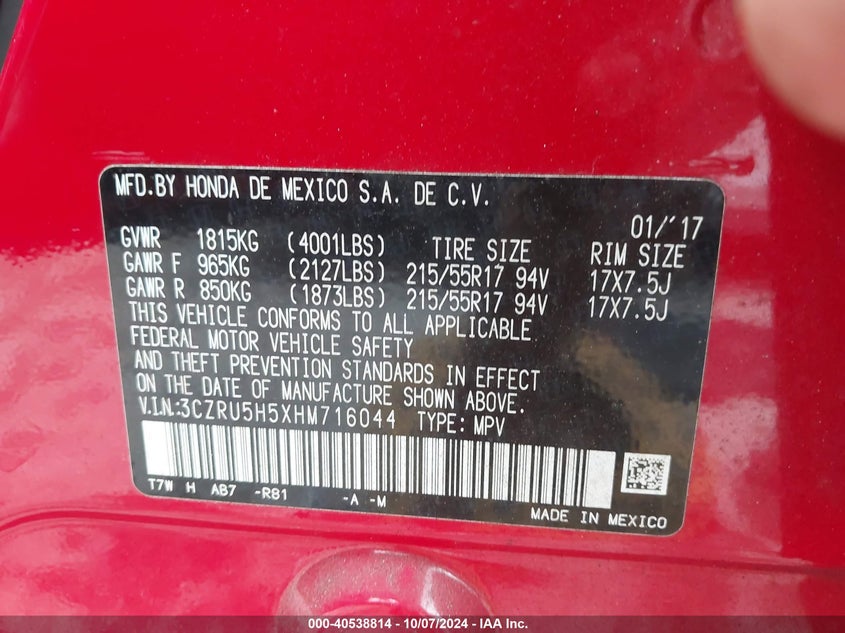 MFD.BY HONDA DE MEXICO S.A. DE C.V.
01/'17
GVWR 1815KG (4001LBS) TIRE SIZE RIM SIZE
GAWR F 965KG (2127LBS) 215/55R17 94V 17X7.5J
GAWR R 850KG (1873LBS) 215/55R17 94V 17X7.5J
THIS VEHICLE CONFORMS TO ALL APPLICABLE
FEDERAL MOTOR VEHICLE SAFETY
AND THEFT PREVENTION STANDARDS IN EFFECT
ON THE DATE OF MANUFACTURE SHOWN ABOVE.
V.I.N.:3CZRU5H5XHM716044 TYPE: MPV
T7W H AB7 -R81 -A -M
MADE IN MEXICO
000-40538814 - 10/07/2024 - IAA Inc.